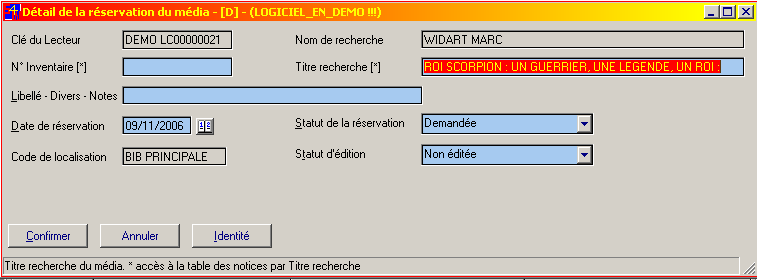 Détail de la réservation du média - [D] - (LOGICIEL_EN_DEMO !!!)
Clé du Lecteur DEMO LC00000021 Nom de recherche WIDART MARC
N° Inventaire [*] Titre recherche [*] ROI SCORPION : UN GUERRIER, UNE LEGENDE, UN ROI :
Libellé - Divers - Notes
Date de réservation 09/11/2006 Statut de la réservation Demandée
Code de localisation BIB PRINCIPALE Statut d'édition Non éditée
Confirmer Annuler Identité
Titre recherche du média. * accès à la table des notices par Titre recherche